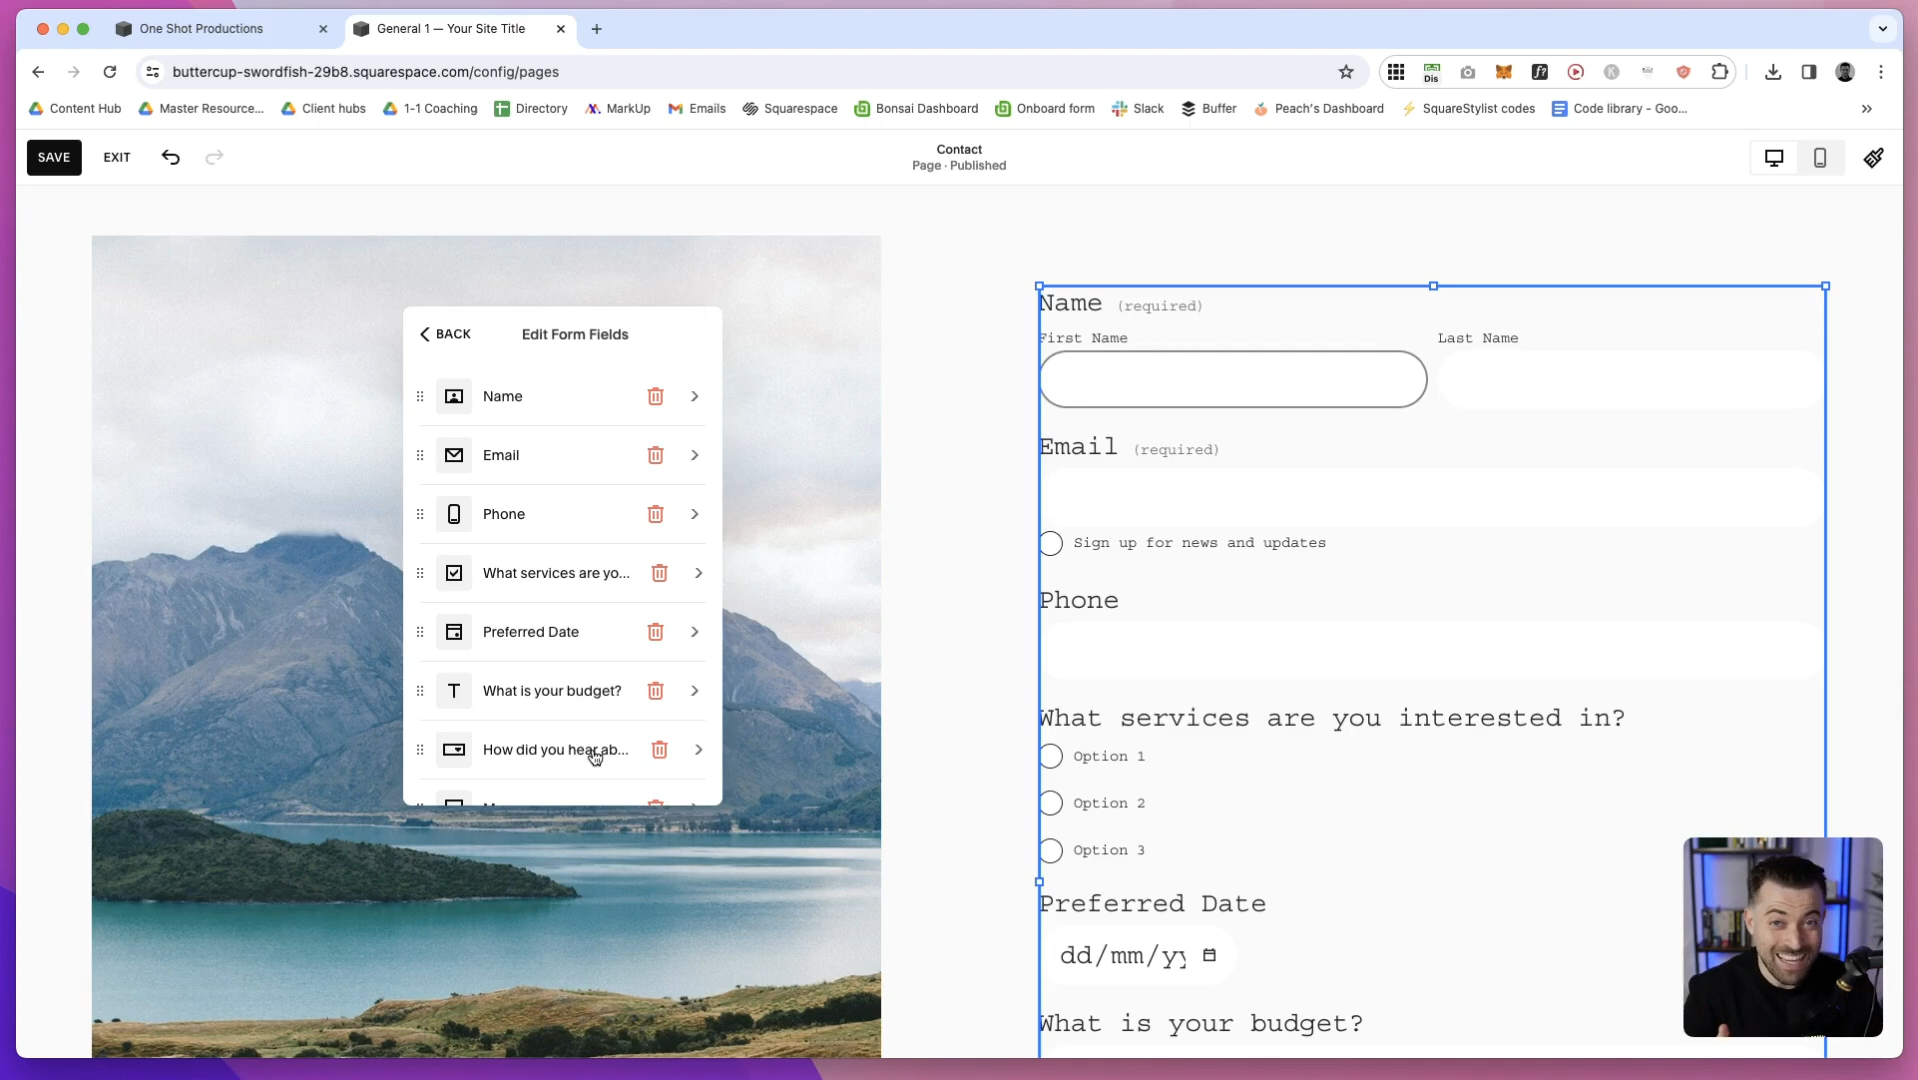 One Shot Productions
General 1 — Your Site Title
buttercup-swordfish-29b8.squarespace.com/config/pages
Dis
f?
K
Content Hub
Master Resource...
Client hubs
1-1 Coaching
Directory
MarkUp
Emails
Squarespace
Bonsai Dashboard
Onboard form
Slack
Buffer
Peach's Dashboard
SquareStylist codes
Code library - Goo...
SAVE
EXIT
Contact
Page · Published
BACK
Edit Form Fields
Name
Email
Phone
What services are yo...
Preferred Date
What is your budget?
How did you hear ab...
Name (required)
First Name
Last Name
Email (required)
Sign up for news and updates
Phone
What services are you interested in?
Option 1
Option 2
Option 3
Preferred Date
dd/mm/yy
What is your budget?